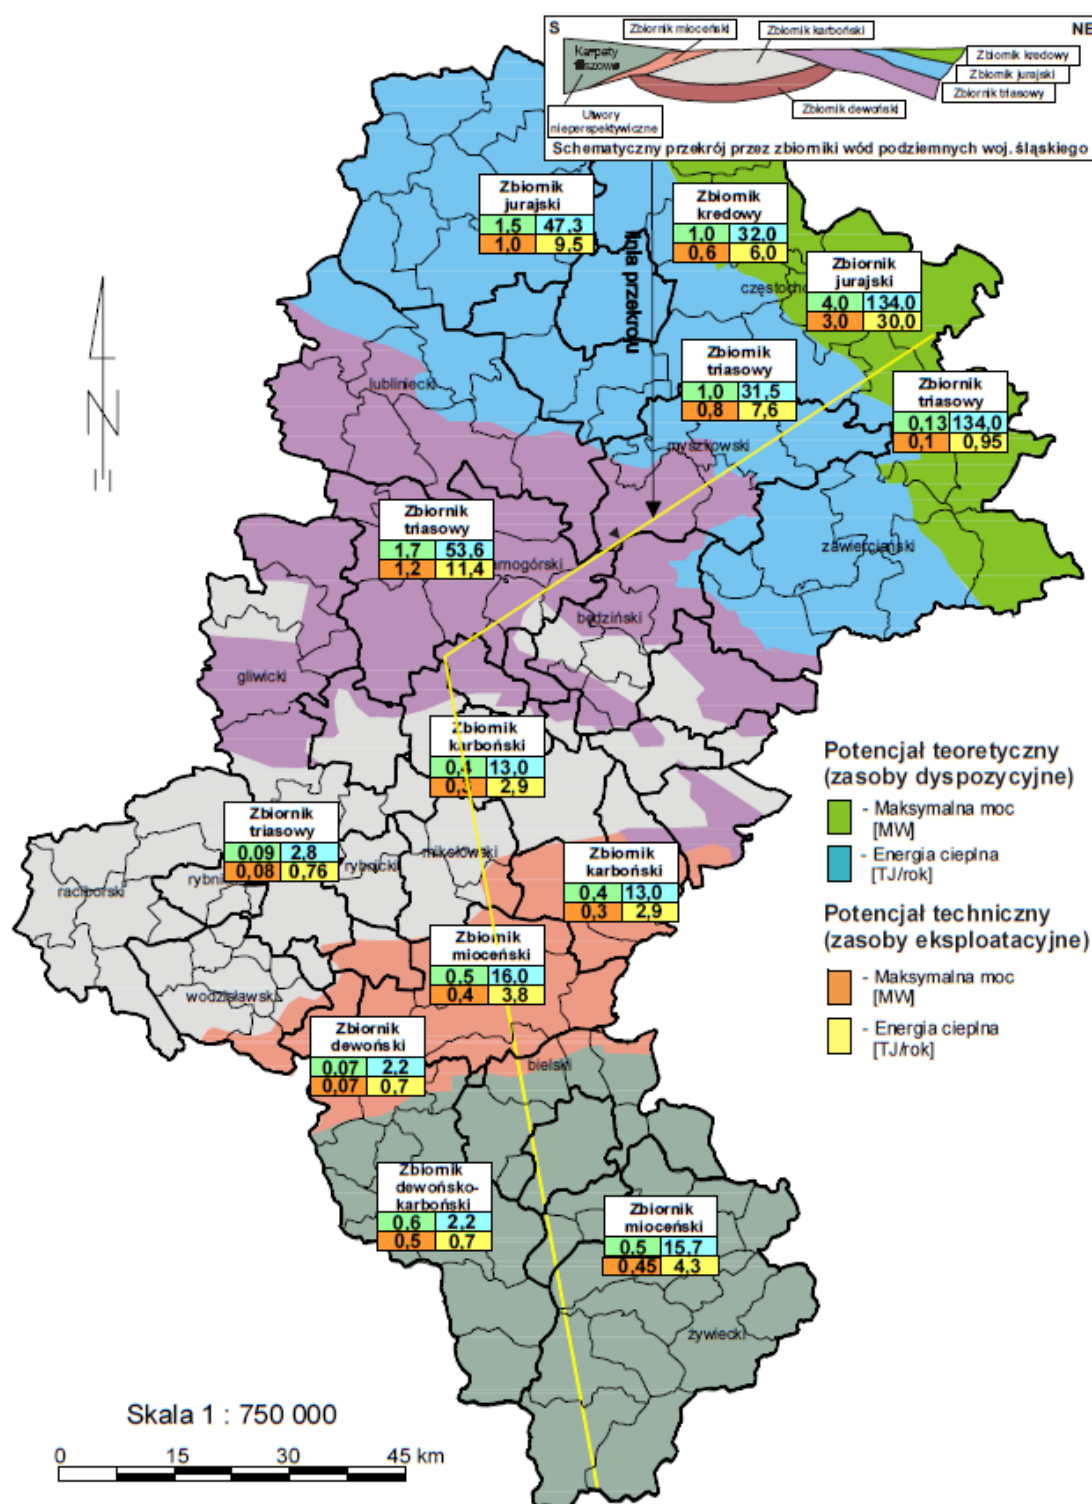 S
NE
Zbiornik mioceński
Zbiornik karboński
Karpaty
fliszowe
Zbiornik kredowy
Zbiornik jurajski
Zbiornik triasowy
Zbiornik dewoński
Utwory
nieperspektywiczne
Schematyczny przekrój przez zbiorniki wód podziemnych woj. śląskiego
Zbiornik
jurajski
1,5 47,3
1,0 9,5
Zbiornik
kredowy
1,0 32,0
0,6 6,0
linia przekroju
Zbiornik
jurajski
4,0 134,0
3,0 30,0
częstocho
Zbiornik
triasowy
1,0 31,5
0,8 7,6
Zbiornik
triasowy
0,13 134,0
0,1 0,95
lubliniecki
myszkowski
N
Zbiornik
triasowy
1,7 53,6
1,2 11,4
arnogórski
zawierciański
będziński
gliwicki
Zbiornik
karboński
0,4 13,0
0,3 2,9
Zbiornik
triasowy
0,09 2,8
0,08 0,76
mikołowski
rybnicki
rybni
raciborski
Zbiornik
karboński
0,4 13,0
0,3 2,9
Zbiornik
mioceński
0,5 16,0
0,4 3,8
wodzisławski
Zbiornik
dewoński
0,07 2,2
0,07 0,7
bielski
Zbiornik
dewońsko-
karboński
0,6 2,2
0,5 0,7
Zbiornik
mioceński
0,5 15,7
0,45 4,3
żywiecki
Potencjał teoretyczny
(zasoby dyspozycyjne)
- Maksymalna moc
[MW]
- Energia cieplna
[TJ/rok]
Potencjał techniczny
(zasoby eksploatacyjne)
- Maksymalna moc
[MW]
- Energia cieplna
[TJ/rok]
Skala 1 : 750 000
0 15 30 45 km